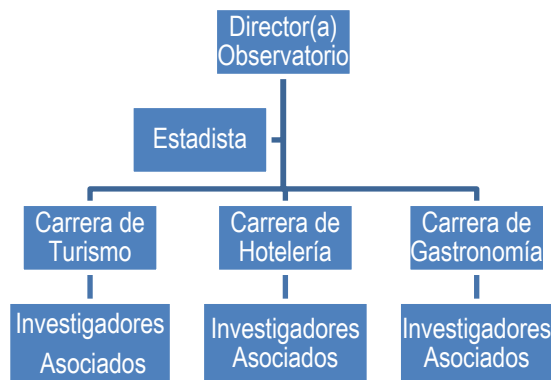 Director(a)
Observatorio
Estadista
Carrera de
Turismo
Carrera de
Hotelería
Carrera de
Gastronomía
Investigadores
Asociados
Investigadores
Asociados
Investigadores
Asociados